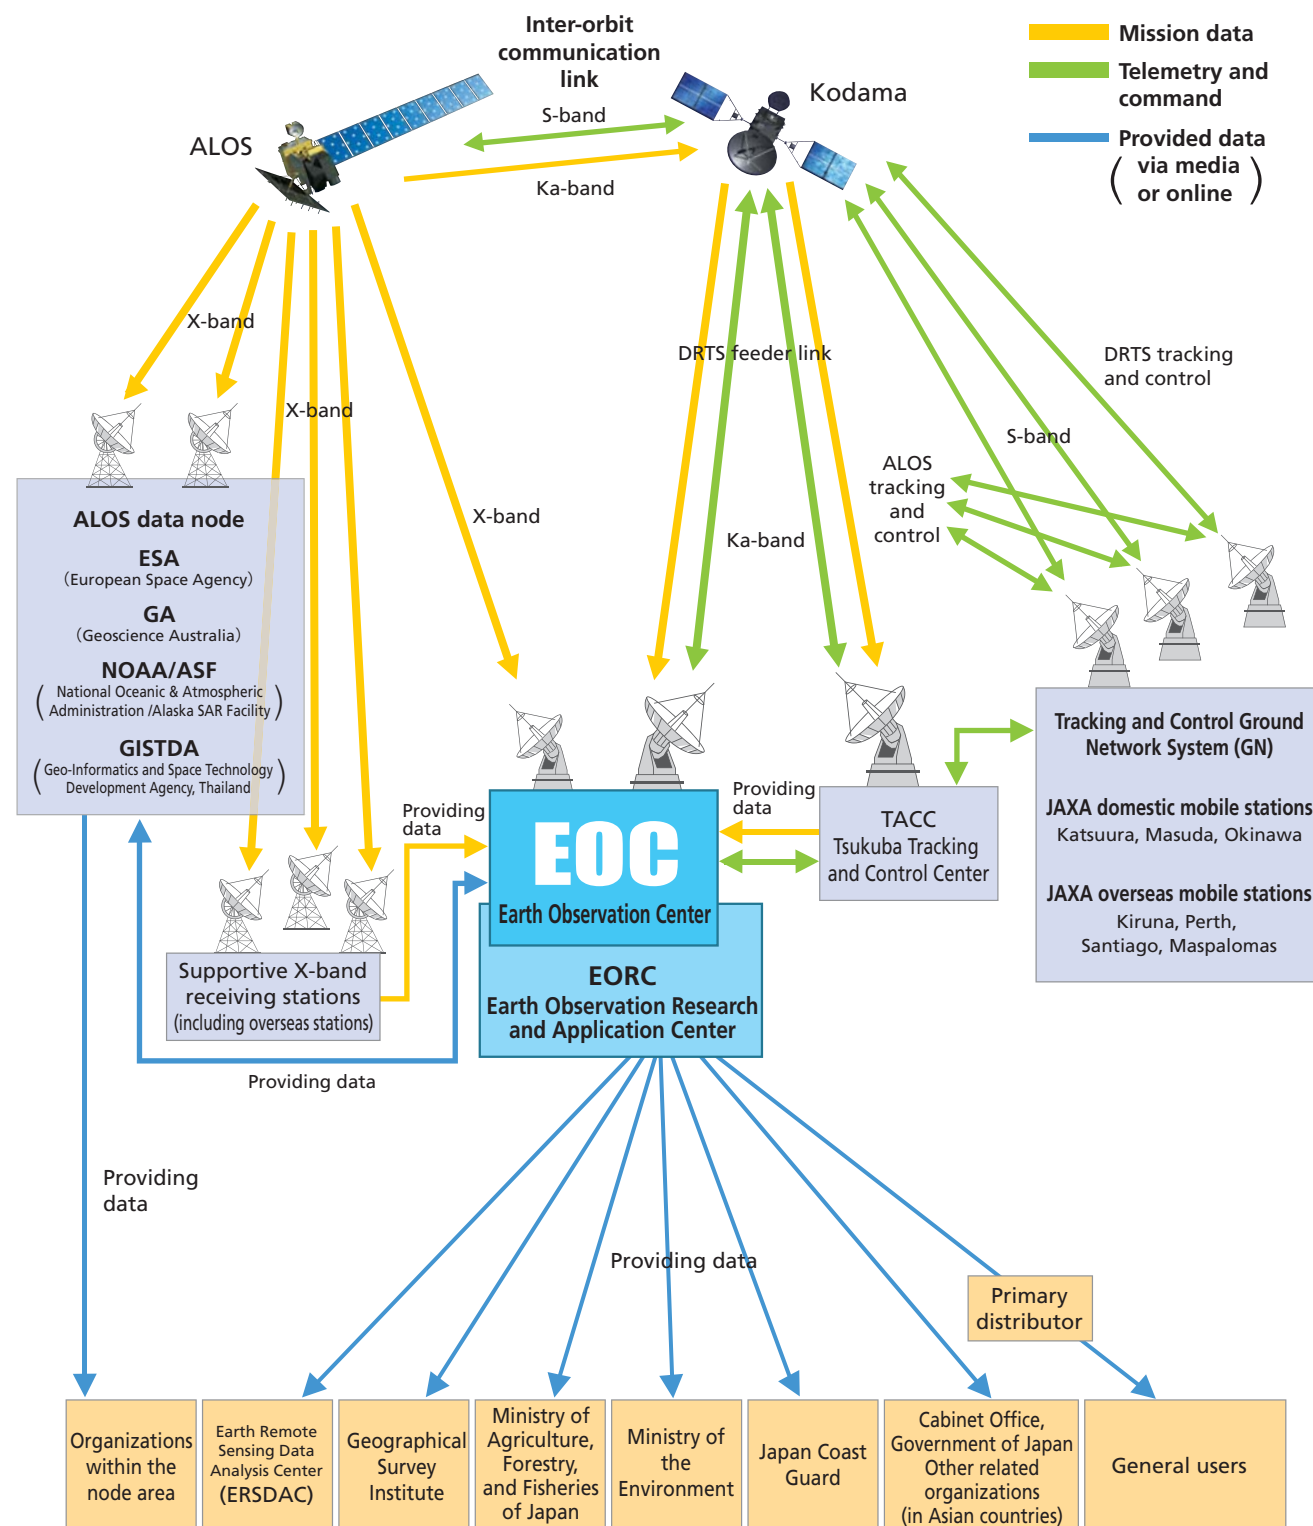 Inter-orbit
communication
link
Mission data
Telemetry and
command
Provided data
( via media
or online )
Kodama
ALOS
S-band
Ka-band
X-band
X-band
X-band
DRTS feeder link
Ka-band
DRTS tracking
and control
S-band
ALOS
tracking
and
control
ALOS data node
ESA
(European Space Agency)
GA
(Geoscience Australia)
NOAA/ASF
( National Oceanic & Atmospheric
Administration /Alaska SAR Facility )
GISTDA
( Geo-Informatics and Space Technology
Development Agency, Thailand )
Tracking and Control Ground
Network System (GN)
JAXA domestic mobile stations
Katsuura, Masuda, Okinawa
JAXA overseas mobile stations
Kiruna, Perth,
Santiago, Maspalomas
Providing
data
Providing
data
TACC
Tsukuba Tracking
and Control Center
EOC
Earth Observation Center
EORC
Earth Observation Research
and Application Center
Supportive X-band
receiving stations
(including overseas stations)
Providing data
Providing
data
Providing data
Primary
distributor
Organizations
within the
node area
Earth Remote
Sensing Data
Analysis Center
(ERSDAC)
Geographical
Survey
Institute
Ministry of
Agriculture,
Forestry,
and Fisheries
of Japan
Ministry of
the
Environment
Japan Coast
Guard
Cabinet Office,
Government of Japan
Other related
organizations
(in Asian countries)
General users